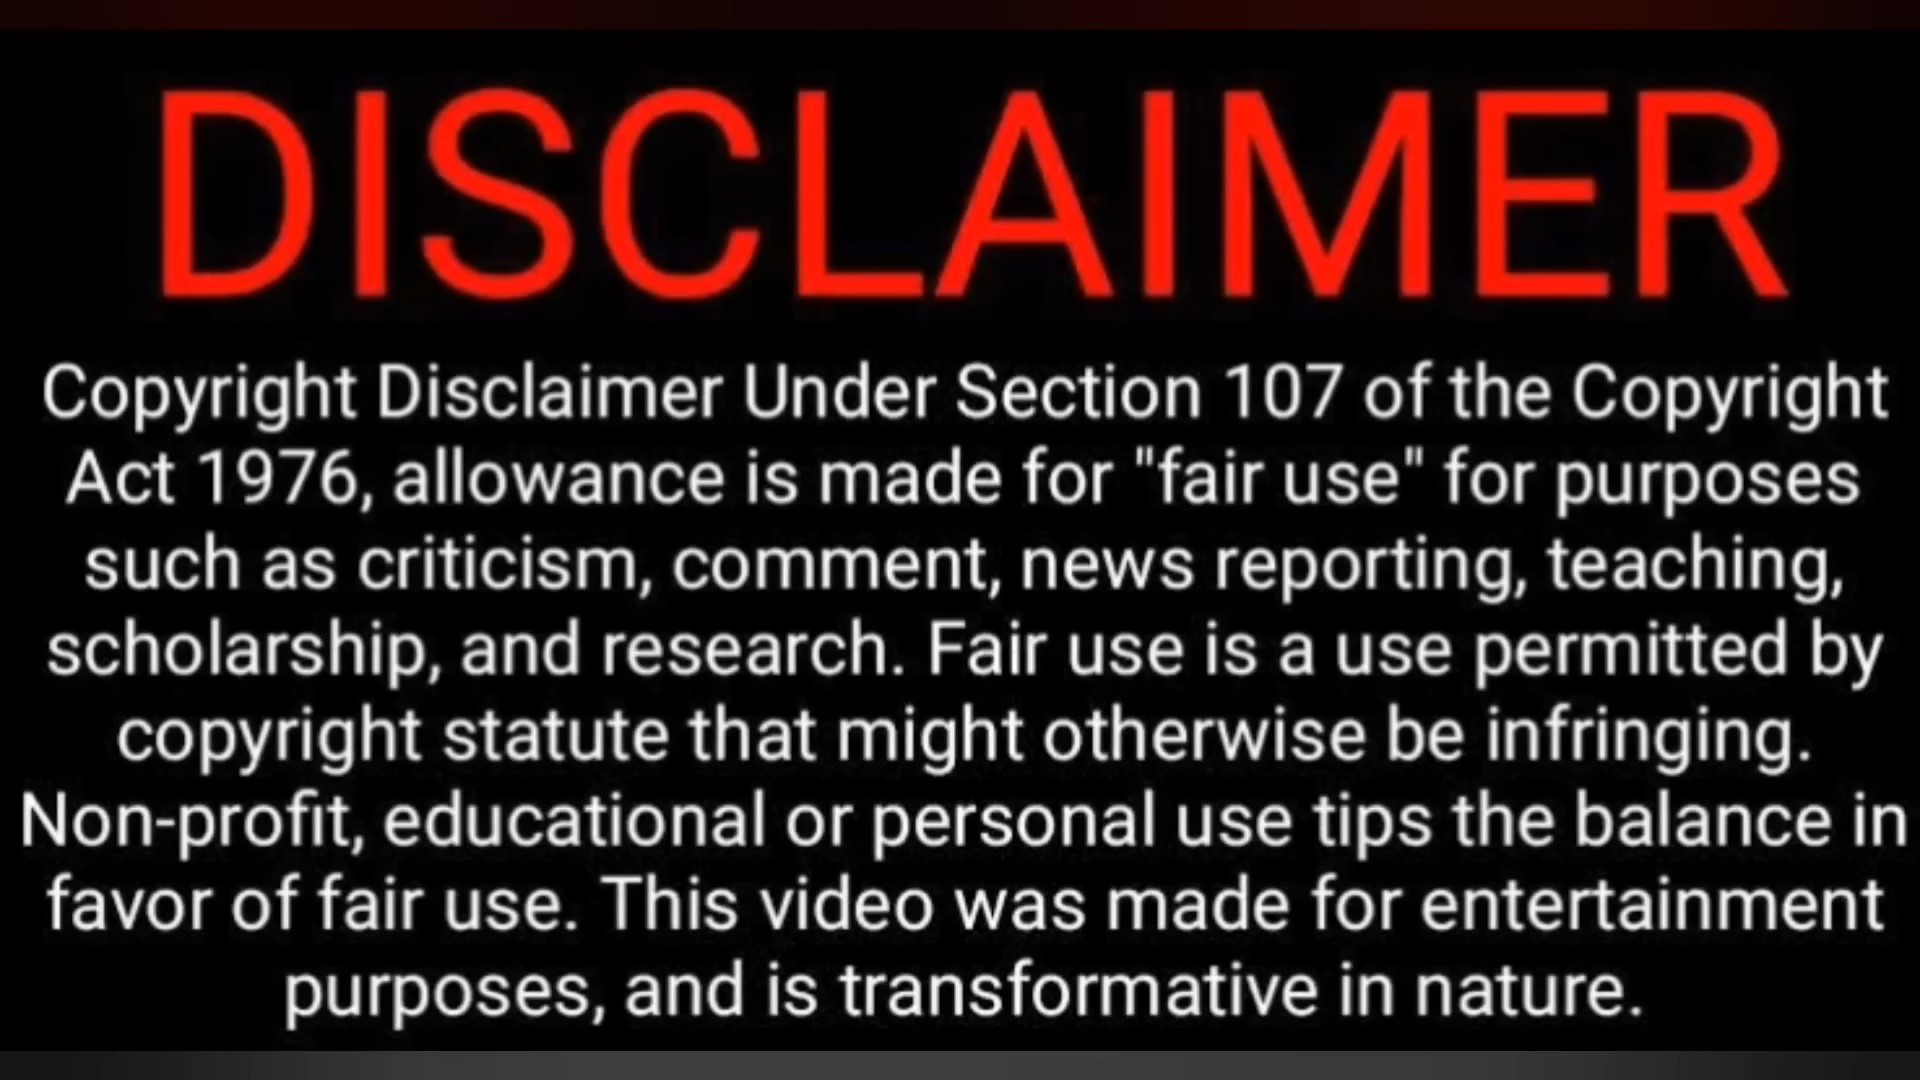 DISCLAIMER
Copyright Disclaimer Under Section 107 of the Copyright
Act 1976, allowance is made for "fair use" for purposes
such as criticism, comment, news reporting, teaching,
scholarship, and research. Fair use is a use permitted by
copyright statute that might otherwise be infringing.
Non-profit, educational or personal use tips the balance in
favor of fair use. This video was made for entertainment
purposes, and is transformative in nature.